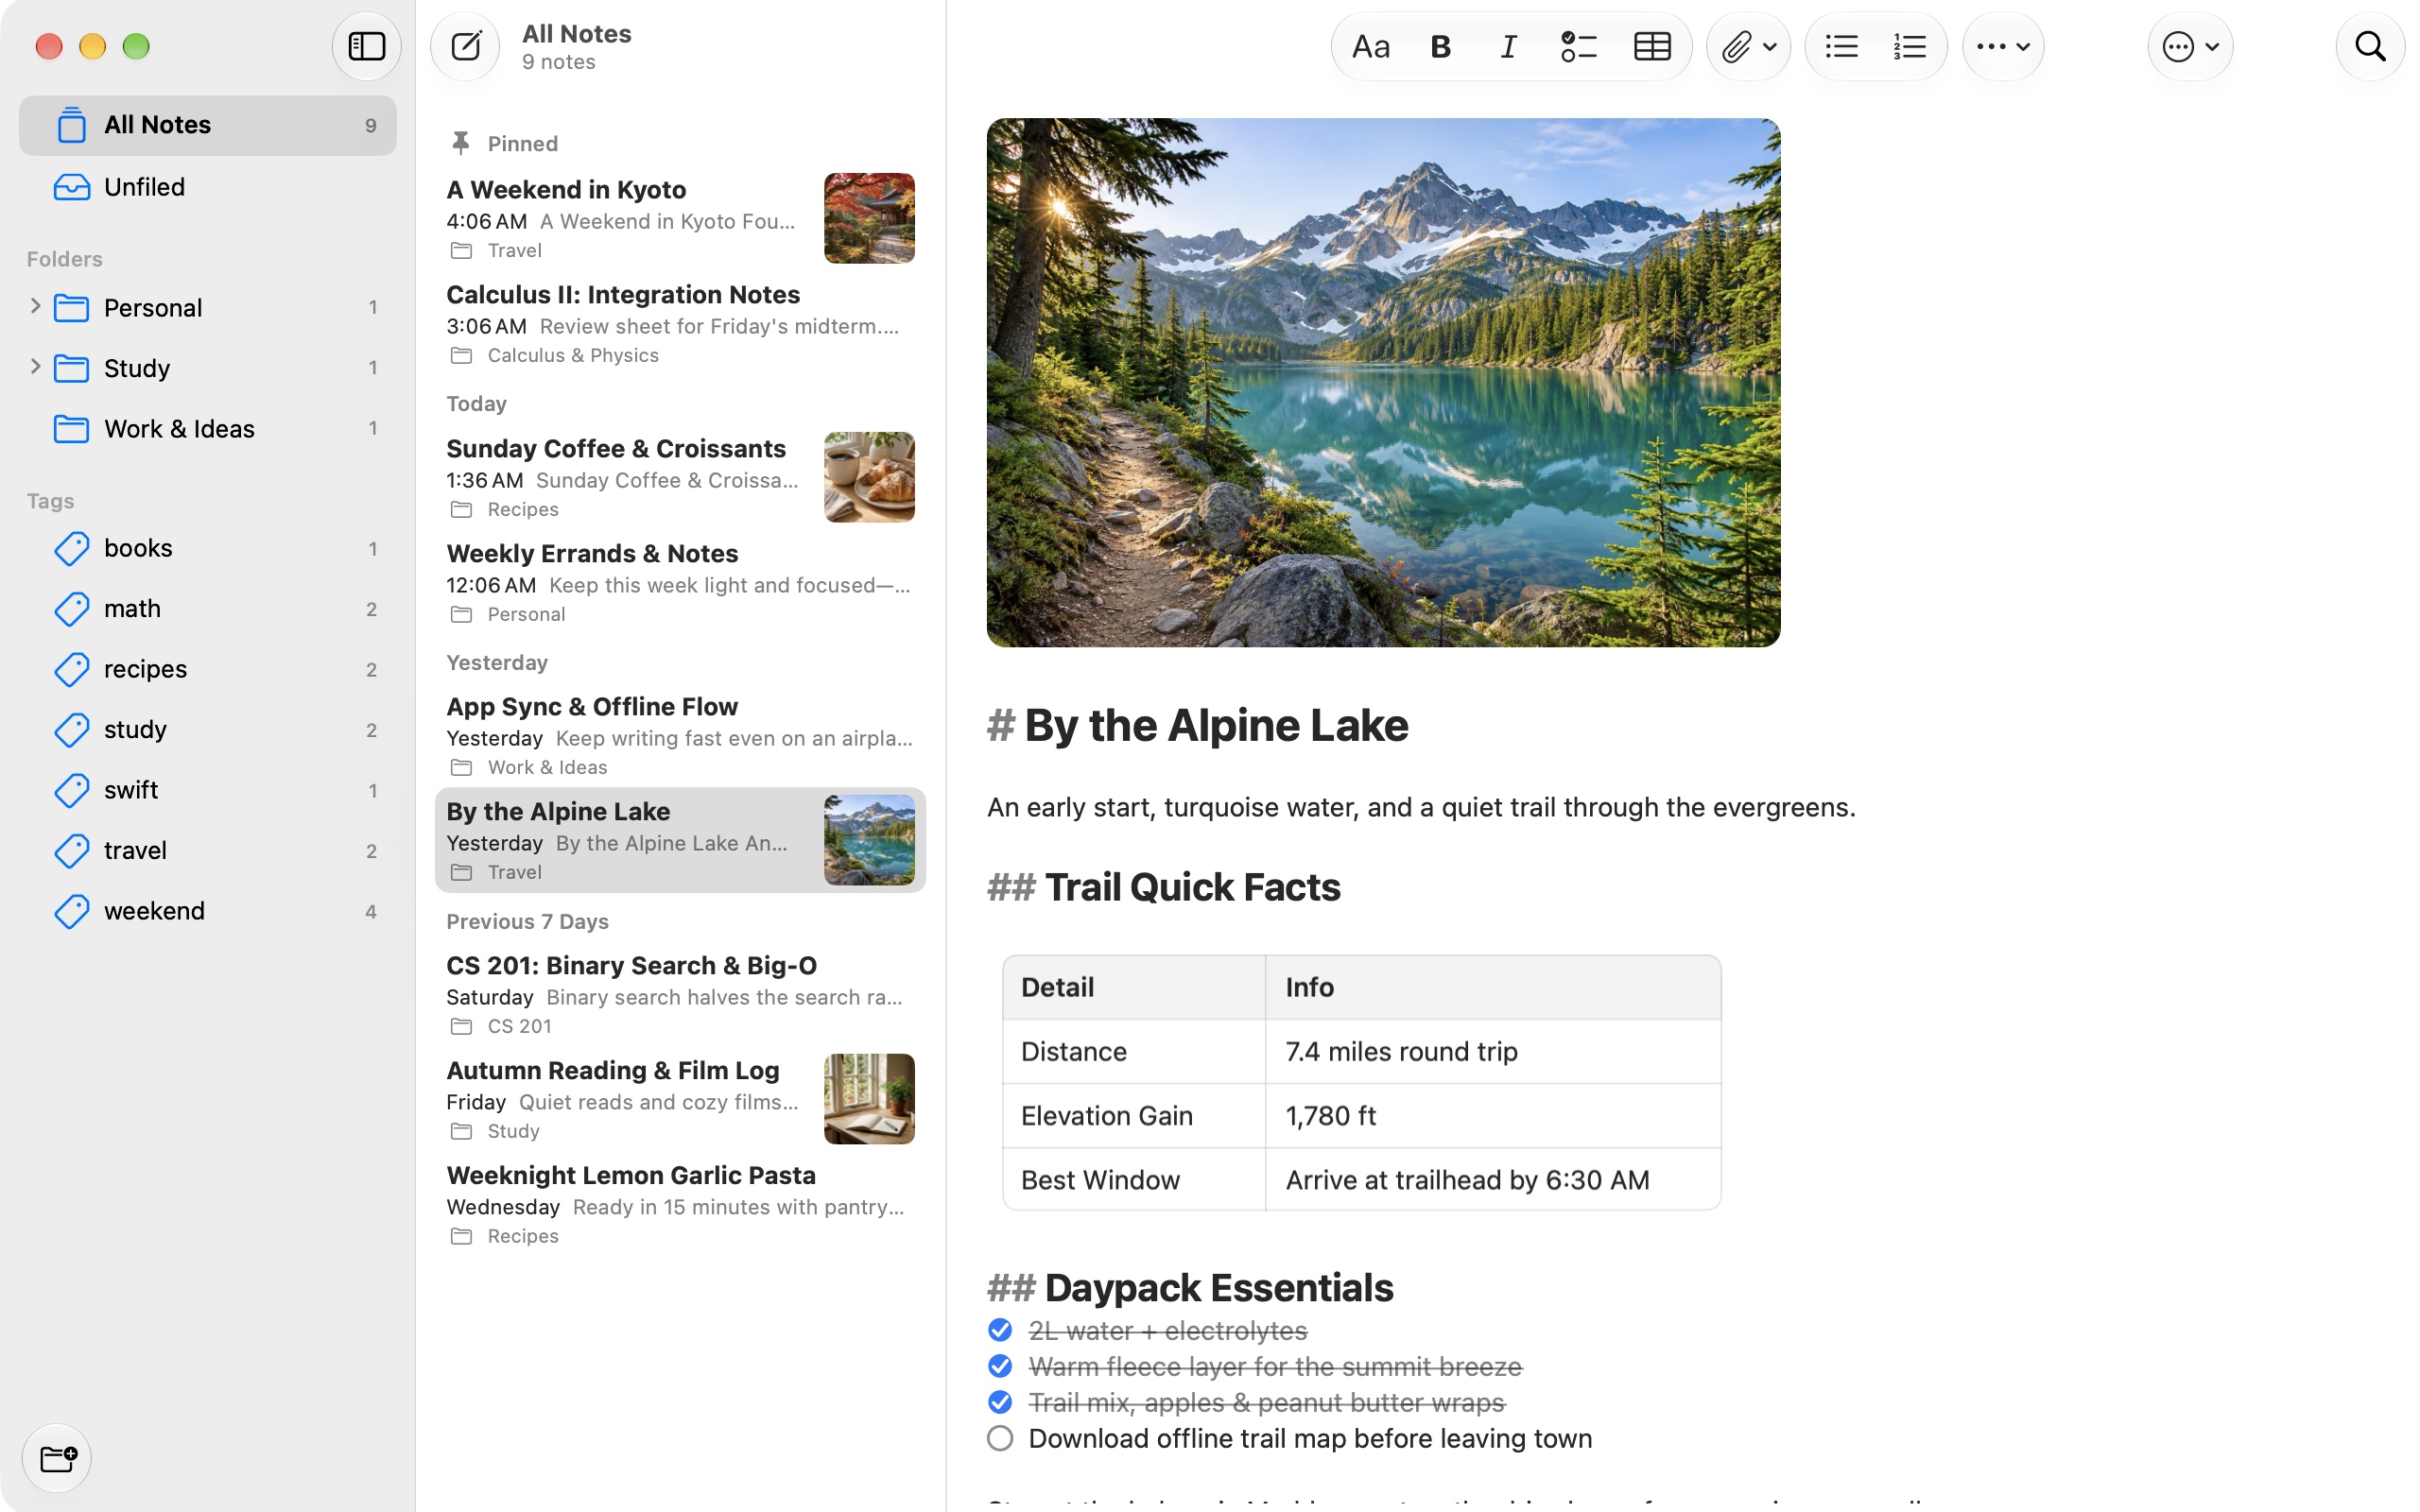 All Notes 9
Unfiled
Folders
Personal 1
Study 1
Work & Ideas 1
Tags
books 1
math 2
recipes 2
study 2
swift 1
travel 2
weekend 4
All Notes
9 notes
Pinned
A Weekend in Kyoto
4:06 AM A Weekend in Kyoto Fou...
Travel
Calculus II: Integration Notes
3:06 AM Review sheet for Friday's midterm....
Calculus & Physics
Today
Sunday Coffee & Croissants
1:36 AM Sunday Coffee & Croissa...
Recipes
Weekly Errands & Notes
12:06 AM Keep this week light and focused—...
Personal
Yesterday
App Sync & Offline Flow
Yesterday Keep writing fast even on an airpla...
Work & Ideas
By the Alpine Lake
Yesterday By the Alpine Lake An...
Travel
Previous 7 Days
CS 201: Binary Search & Big-O
Saturday Binary search halves the search ra...
CS 201
Autumn Reading & Film Log
Friday Quiet reads and cozy films...
Study
Weeknight Lemon Garlic Pasta
Wednesday Ready in 15 minutes with pantry...
Recipes
Aa B I
# By the Alpine Lake
An early start, turquoise water, and a quiet trail through the evergreens.
## Trail Quick Facts
Detail Info
Distance 7.4 miles round trip
Elevation Gain 1,780 ft
Best Window Arrive at trailhead by 6:30 AM
## Daypack Essentials
2L water + electrolytes
Warm fleece layer for the summit breeze
Trail mix, apples & peanut butter wraps
Download offline trail map before leaving town